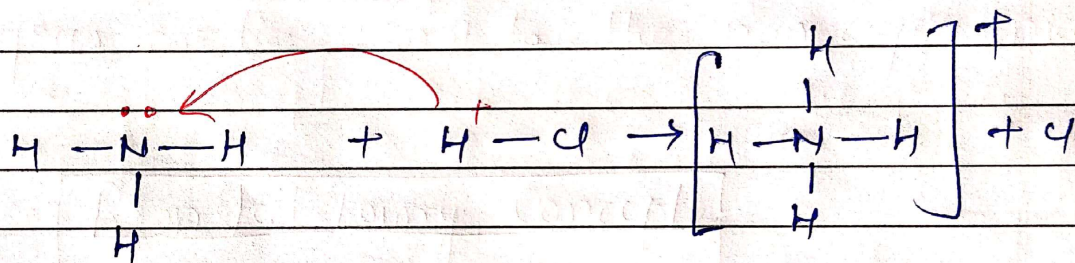 H +
H — N̈ — H + H⁺ — Cl → [H — N — H] + Cl
H H